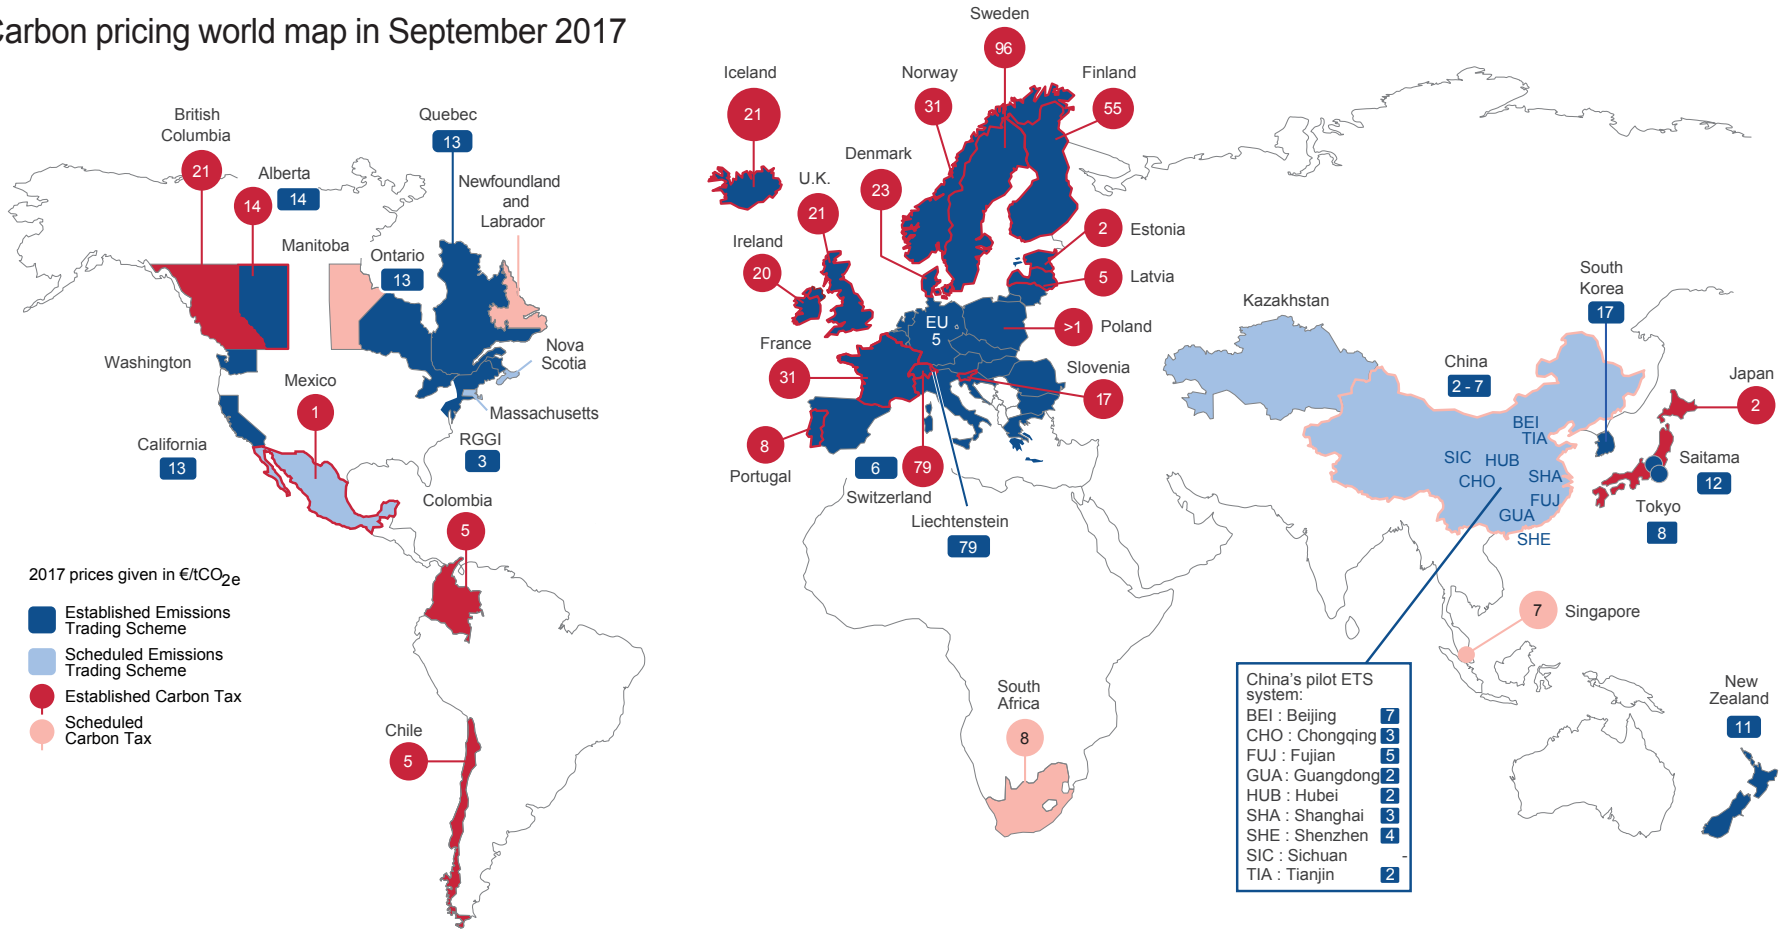 Carbon pricing world map in September 2017
British
Columbia
21
Alberta
14
14
Quebec
13
Newfoundland
and
Labrador
Manitoba
Ontario
13
Washington
Nova
Scotia
Massachusetts
Mexico
1
California
13
RGGI
3
Colombia
5
Chile
5
2017 prices given in €/tCO2e
Established Emissions
Trading Scheme
Scheduled Emissions
Trading Scheme
Established Carbon Tax
Scheduled
Carbon Tax
Sweden
96
Iceland
21
Norway
31
Finland
55
Denmark
23
U.K.
21
Ireland
20
2
Estonia
5
Latvia
EU
5
>1
Poland
France
31
Slovenia
17
8
Portugal
6
79
Switzerland
Liechtenstein
79
South
Africa
8
Kazakhstan
China
2 - 7
South
Korea
17
Japan
2
BEI
TIA
SIC
HUB
CHO
SHA
FUJ
GUA
SHE
Saitama
12
Tokyo
8
7
Singapore
New
Zealand
11
China's pilot ETS
system:
BEI : Beijing 7
CHO : Chongqing 3
FUJ : Fujian 5
GUA : Guangdong 2
HUB : Hubei 2
SHA : Shanghai 3
SHE : Shenzhen 4
SIC : Sichuan -
TIA : Tianjin 2